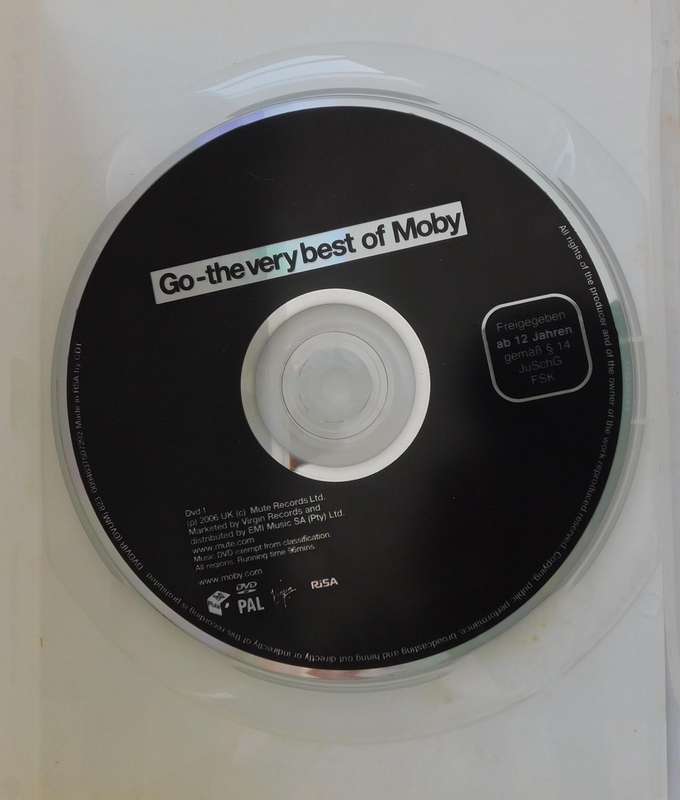 Go-the very best of Moby
Freigegeben
ab 12 Jahren
gemäß § 14
JuSchG
FSK
Dvd 1
(p) 2006 UK (c) Mute Records Ltd.
Marketed by Virgin Records and
distributed by EMI Music SA (Pty) Ltd.
www.mute.com
Music DVD exempt from classification.
All regions. Running time 96mins.
www.moby.com
DVD
PAL
Virgin
RiSA
All rights of the producer and of the owner of the work reproduced reserved. Copying, public performance, broadcasting and hiring out directly or indirectly of this recording is prohibited.
Made in RSA by CDT